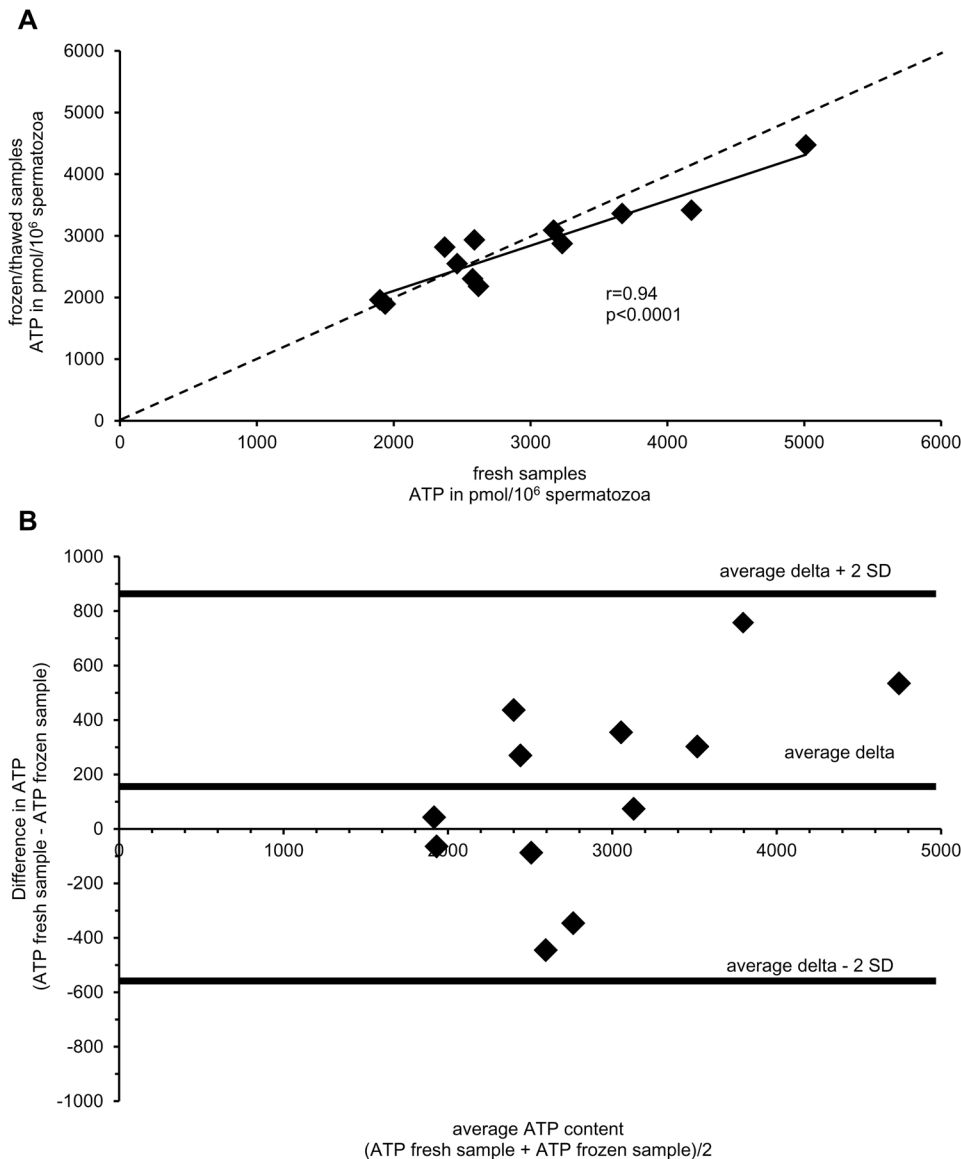 A
6000
5000
4000
3000
2000
1000
0
frozen/thawed samples
ATP in pmol/10⁶ spermatozoa
r=0.94
p<0.0001
0 1000 2000 3000 4000 5000 6000
fresh samples
ATP in pmol/10⁶ spermatozoa
B
1000
800
600
400
200
0
-200
-400
-600
-800
-1000
Difference in ATP
(ATP fresh sample - ATP frozen sample)
average delta + 2 SD
average delta
0 1000 2000 3000 4000 5000
average delta - 2 SD
average ATP content
(ATP fresh sample + ATP frozen sample)/2